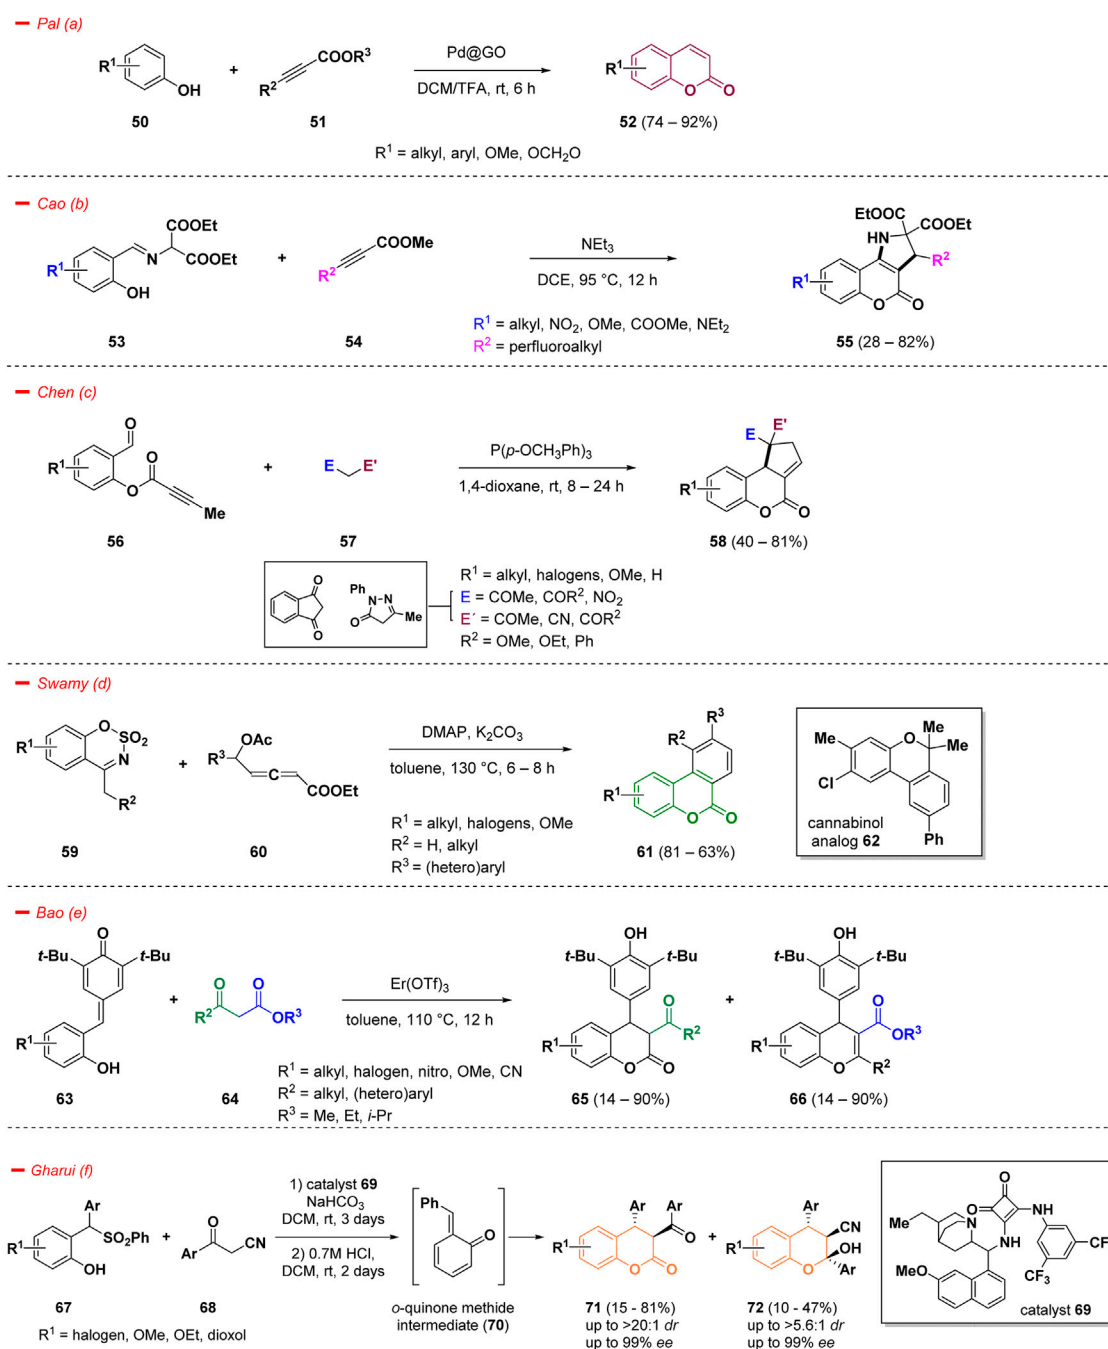 Pal (a)
R1
OH
50
+
R2
COOR3
51
Pd@GO
DCM/TFA, rt, 6 h
R1
O
O
52 (74 – 92%)
R1 = alkyl, aryl, OMe, OCH2O
Cao (b)
COOEt
N
COOEt
R1
OH
53
+
COOMe
R2
54
NEt3
DCE, 95 °C, 12 h
R1 = alkyl, NO2, OMe, COOMe, NEt2
R2 = perfluoroalkyl
EtOOC
COOEt
HN
R2
R1
O
O
55 (28 – 82%)
Chen (c)
O
R1
O
O
Me
56
+
E
E'
57
P(p-OCH3Ph)3
1,4-dioxane, rt, 8 – 24 h
E
E'
R1
O
O
58 (40 – 81%)
O
O
Ph
N
N
O
Me
R1 = alkyl, halogens, OMe, H
E = COMe, COR2, NO2
E´ = COMe, CN, COR2
R2 = OMe, OEt, Ph
Swamy (d)
O
SO2
N
R1
R2
59
+
OAc
R3
C
COOEt
60
DMAP, K2CO3
toluene, 130 °C, 6 – 8 h
R1 = alkyl, halogens, OMe
R2 = H, alkyl
R3 = (hetero)aryl
R3
R2
R1
O
O
61 (81 – 63%)
Me
Me
Me
O
Cl
Ph
cannabinol
analog 62
Bao (e)
O
t-Bu
t-Bu
R1
OH
63
+
O
O
R2
OR3
64
Er(OTf)3
toluene, 110 °C, 12 h
R1 = alkyl, halogen, nitro, OMe, CN
R2 = alkyl, (hetero)aryl
R3 = Me, Et, i-Pr
OH
t-Bu
t-Bu
O
R2
R1
O
O
65 (14 – 90%)
+
OH
t-Bu
t-Bu
O
OR3
R1
O
R2
66 (14 – 90%)
Gharui (f)
Ar
SO2Ph
R1
OH
67
+
O
Ar
CN
68
R1 = halogen, OMe, OEt, dioxol
1) catalyst 69
NaHCO3
DCM, rt, 3 days
2) 0.7M HCl,
DCM, rt, 2 days
Ph
O
o-quinone methide
intermediate (70)
Ar
Ar
O
R1
O
O
71 (15 - 81%)
up to >20:1 dr
up to 99% ee
+
Ar
CN
OH
R1
O
Ar
72 (10 - 47%)
up to >5.6:1 dr
up to 99% ee
O
O
NH
Me
N
NH
CF3
CF3
MeO
catalyst 69